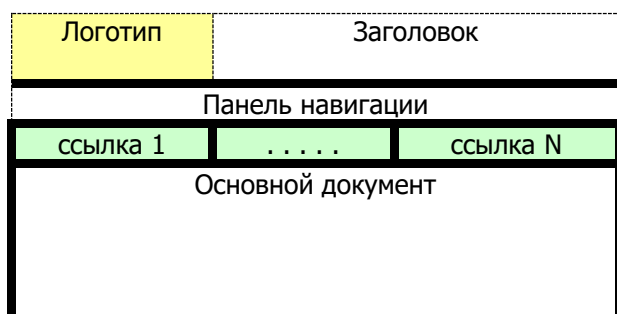 Логотип Заголовок
Панель навигации
ссылка 1 . . . . . ссылка N
Основной документ